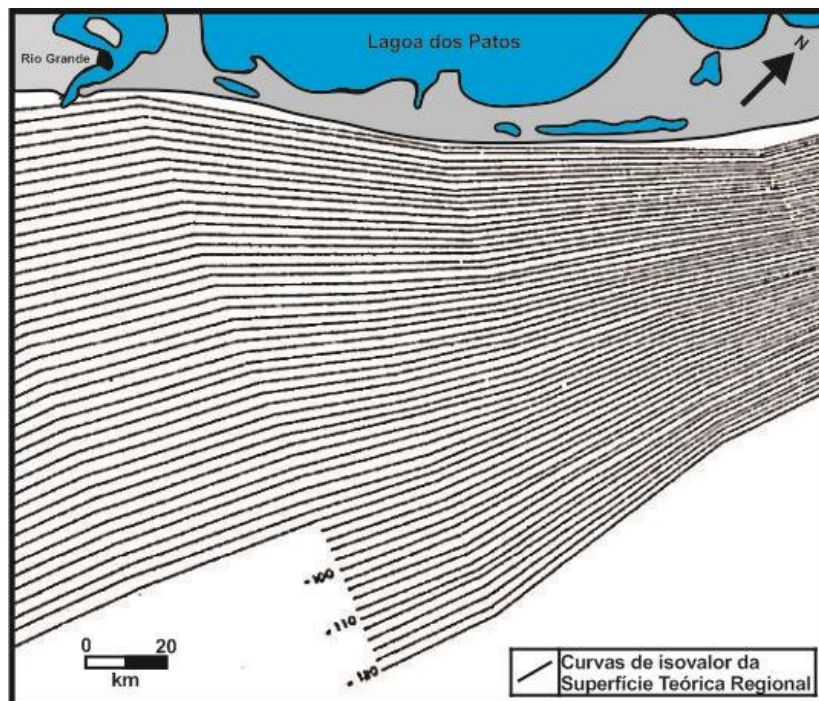 Lagoa dos Patos
Rio Grande
N
-100
-110
-120
0 20
km
Curvas de isovalor da
Superfície Teórica Regional